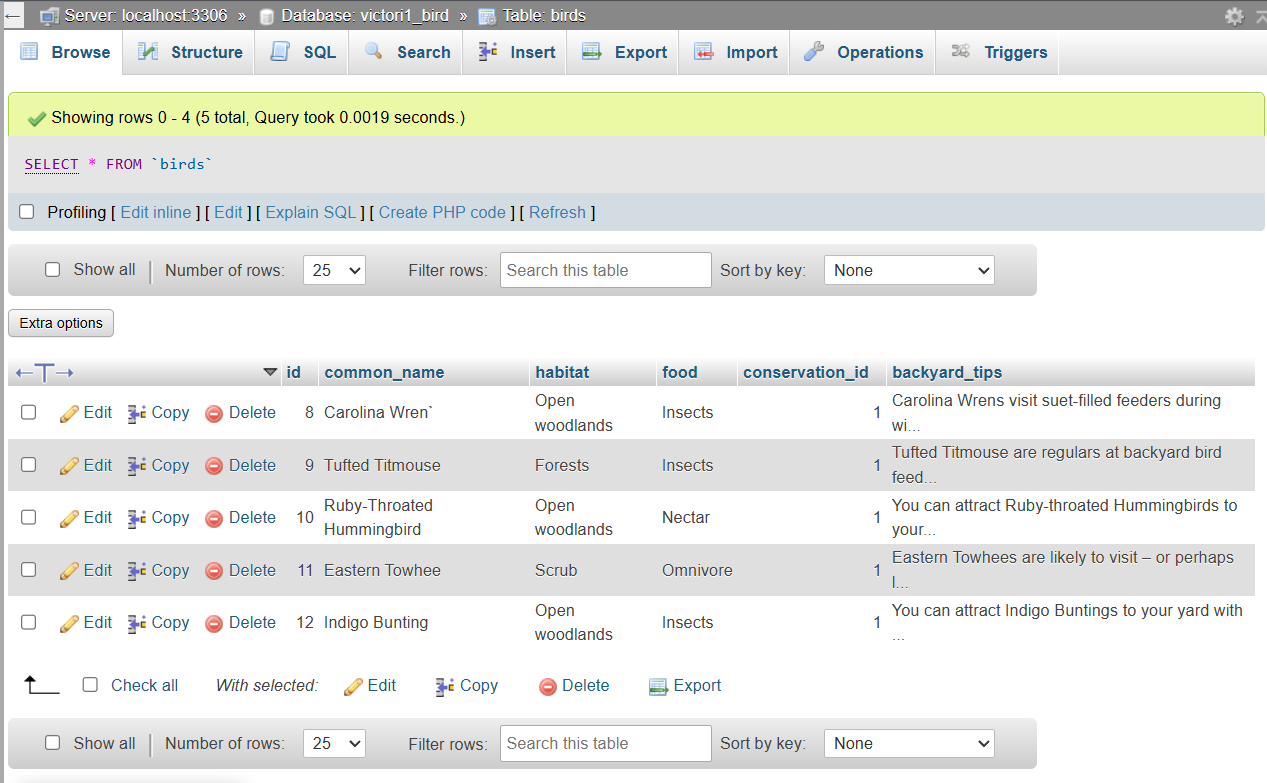 Server: localhost:3306 » Database: victori1_bird » Table: birds
Browse Structure SQL Search Insert Export Import Operations Triggers
Showing rows 0 - 4 (5 total, Query took 0.0019 seconds.)
SELECT * FROM `birds`
Profiling [ Edit inline ] [ Edit ] [ Explain SQL ] [ Create PHP code ] [ Refresh ]
Show all | Number of rows: 25 Filter rows: Search this table Sort by key: None
Extra options
←T→ id common_name habitat food conservation_id backyard_tips
Edit Copy Delete 8 Carolina Wren` Open woodlands Insects 1 Carolina Wrens visit suet-filled feeders during wi...
Edit Copy Delete 9 Tufted Titmouse Forests Insects 1 Tufted Titmouse are regulars at backyard bird feed...
Edit Copy Delete 10 Ruby-Throated Hummingbird Open woodlands Nectar 1 You can attract Ruby-throated Hummingbirds to your...
Edit Copy Delete 11 Eastern Towhee Scrub Omnivore 1 Eastern Towhees are likely to visit – or perhaps l...
Edit Copy Delete 12 Indigo Bunting Open woodlands Insects 1 You can attract Indigo Buntings to your yard with ...
Check all With selected: Edit Copy Delete Export
Show all | Number of rows: 25 Filter rows: Search this table Sort by key: None